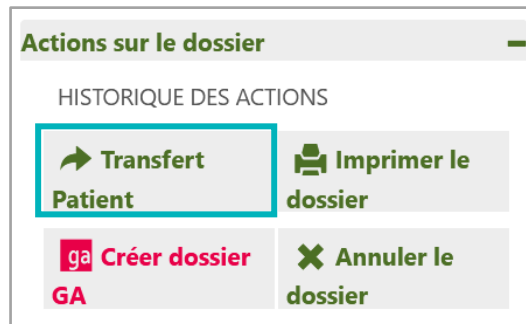 Actions sur le dossier
HISTORIQUE DES ACTIONS
Transfert Patient
Imprimer le dossier
ga Créer dossier GA
Annuler le dossier